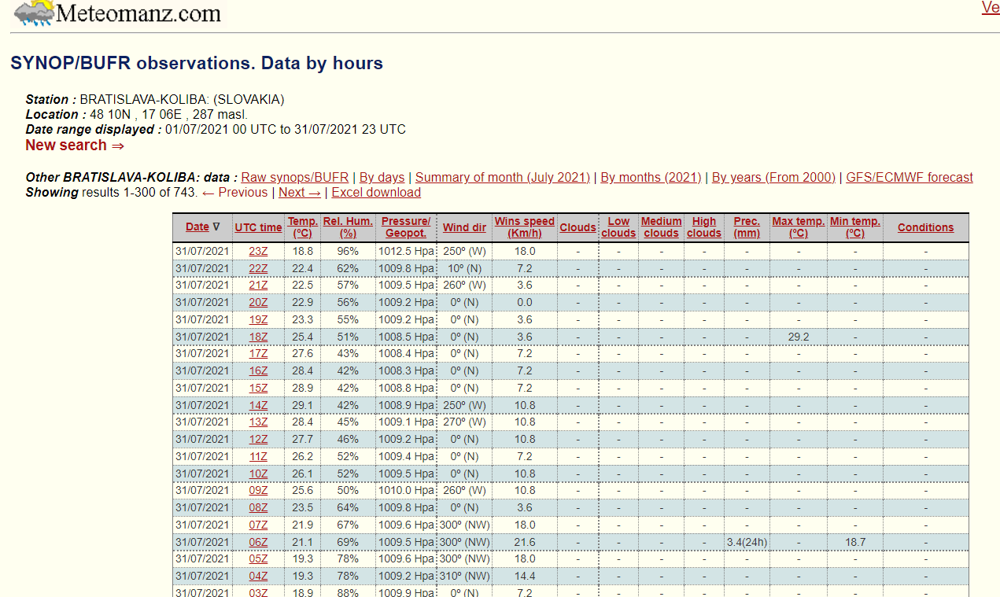 Meteomanz.com
Ve
SYNOP/BUFR observations. Data by hours
Station : BRATISLAVA-KOLIBA: (SLOVAKIA)
Location : 48 10N , 17 06E , 287 masl.
Date range displayed : 01/07/2021 00 UTC to 31/07/2021 23 UTC
New search ⇒
Other BRATISLAVA-KOLIBA: data : Raw synops/BUFR | By days | Summary of month (July 2021) | By months (2021) | By years (From 2000) | GFS/ECMWF forecast
Showing results 1-300 of 743. ← Previous | Next → | Excel download
Date ∇ UTC time Temp. (ºC) Rel. Hum. (%) Pressure/ Geopot. Wind dir Wins speed (Km/h) Clouds Low clouds Medium clouds High clouds Prec. (mm) Max temp. (ºC) Min temp. (ºC) Conditions
31/07/2021 23Z 18.8 96% 1012.5 Hpa 250º (W) 18.0 - - - - - - - -
31/07/2021 22Z 22.4 62% 1009.8 Hpa 10º (N) 7.2 - - - - - - - -
31/07/2021 21Z 22.5 57% 1009.5 Hpa 260º (W) 3.6 - - - - - - - -
31/07/2021 20Z 22.9 56% 1009.2 Hpa 0º (N) 0.0 - - - - - - - -
31/07/2021 19Z 23.3 55% 1009.2 Hpa 0º (N) 3.6 - - - - - - - -
31/07/2021 18Z 25.4 51% 1008.5 Hpa 0º (N) 3.6 - - - - - 29.2 - -
31/07/2021 17Z 27.6 43% 1008.4 Hpa 0º (N) 7.2 - - - - - - - -
31/07/2021 16Z 28.4 42% 1008.3 Hpa 0º (N) 7.2 - - - - - - - -
31/07/2021 15Z 28.9 42% 1008.8 Hpa 0º (N) 7.2 - - - - - - - -
31/07/2021 14Z 29.1 42% 1008.9 Hpa 250º (W) 10.8 - - - - - - - -
31/07/2021 13Z 28.4 45% 1009.1 Hpa 270º (W) 10.8 - - - - - - - -
31/07/2021 12Z 27.7 46% 1009.2 Hpa 0º (N) 10.8 - - - - - - - -
31/07/2021 11Z 26.2 52% 1009.4 Hpa 0º (N) 7.2 - - - - - - - -
31/07/2021 10Z 26.1 52% 1009.5 Hpa 0º (N) 10.8 - - - - - - - -
31/07/2021 09Z 25.6 50% 1010.0 Hpa 260º (W) 10.8 - - - - - - - -
31/07/2021 08Z 23.5 64% 1009.8 Hpa 0º (N) 3.6 - - - - - - - -
31/07/2021 07Z 21.9 67% 1009.6 Hpa 300º (NW) 18.0 - - - - - - - -
31/07/2021 06Z 21.1 69% 1009.5 Hpa 300º (NW) 21.6 - - - - 3.4(24h) - 18.7 -
31/07/2021 05Z 19.3 78% 1009.6 Hpa 300º (NW) 18.0 - - - - - - - -
31/07/2021 04Z 19.3 78% 1009.2 Hpa 310º (NW) 14.4 - - - - - - - -
31/07/2021 03Z 18.9 88% 1009.9 Hpa 0º (N) 7.2 - - - - - - - -